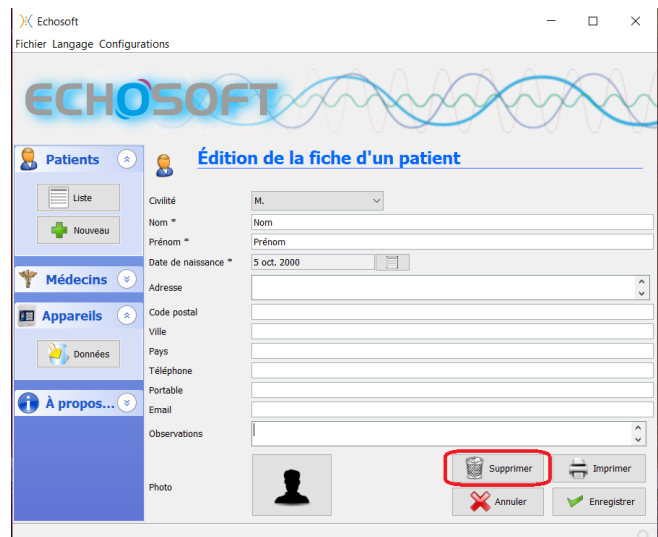 Echosoft
Fichier Langage Configurations
ECHOSOFT
Patients
Liste
Nouveau
Médecins
Appareils
Données
À propos...
Édition de la fiche d'un patient
Civilité M.
Nom * Nom
Prénom * Prénom
Date de naissance * 5 oct. 2000
Adresse
Code postal
Ville
Pays
Téléphone
Portable
Email
Observations
Photo
Supprimer Imprimer
Annuler Enregistrer